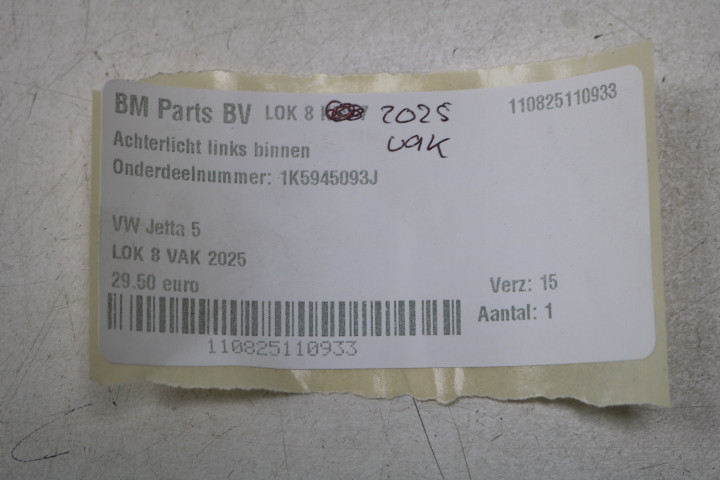 BM Parts BV LOK 8 2025 110825110933
vak
Achterlicht links binnen
Onderdeelnummer: 1K5945093J
VW Jetta 5
LOK 8 VAK 2025
29.50 euro Verz: 15
Aantal: 1
110825110933